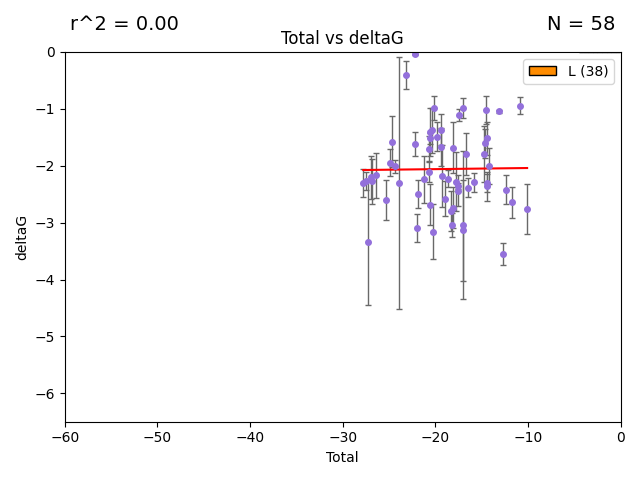 r^2 = 0.00
N = 58
Total vs deltaG
L (38)
0
−1
−2
−3
−4
−5
−6
deltaG
−60
−50
−40
−30
−20
−10
0
Total